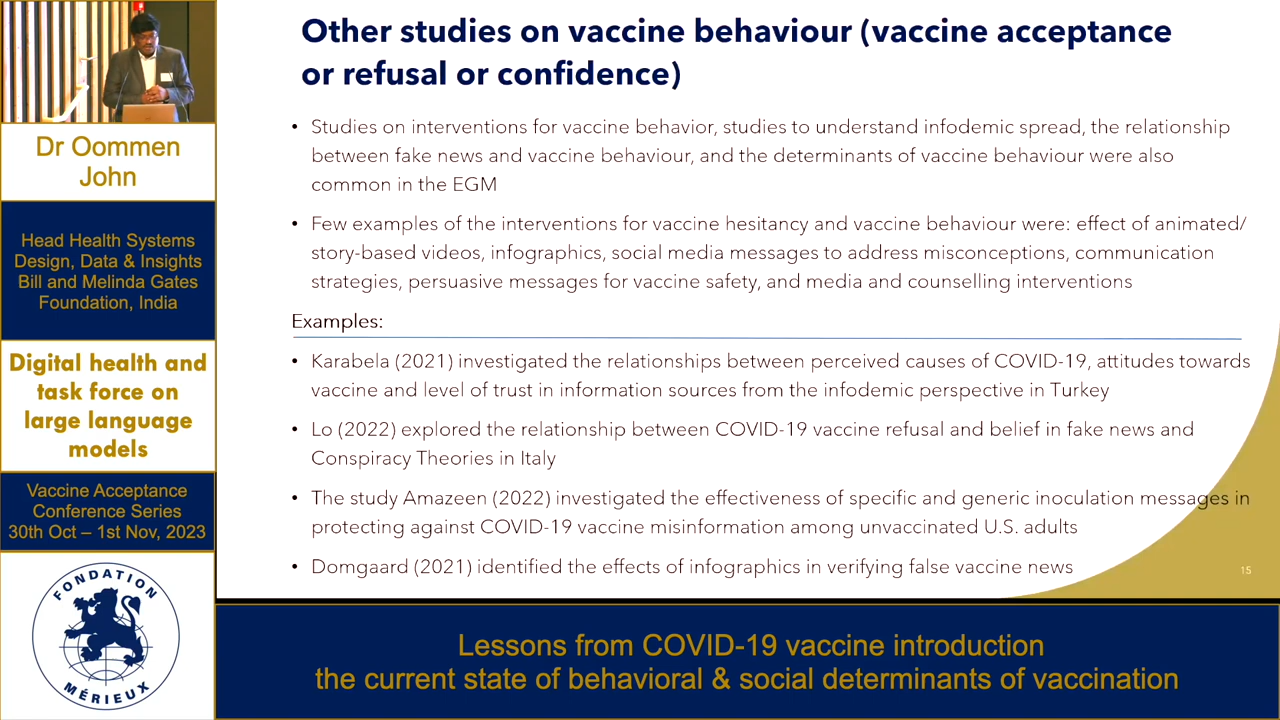 Dr Oommen
John
Head Health Systems
Design, Data & Insights
Bill and Melinda Gates
Foundation, India
Digital health and
task force on
large language
models
Vaccine Acceptance
Conference Series
30th Oct – 1st Nov, 2023
FONDATION
MÉRIEUX
Other studies on vaccine behaviour (vaccine acceptance
or refusal or confidence)
• Studies on interventions for vaccine behavior, studies to understand infodemic spread, the relationship
between fake news and vaccine behaviour, and the determinants of vaccine behaviour were also
common in the EGM
• Few examples of the interventions for vaccine hesitancy and vaccine behaviour were: effect of animated/
story-based videos, infographics, social media messages to address misconceptions, communication
strategies, persuasive messages for vaccine safety, and media and counselling interventions
Examples:
• Karabela (2021) investigated the relationships between perceived causes of COVID-19, attitudes towards
vaccine and level of trust in information sources from the infodemic perspective in Turkey
• Lo (2022) explored the relationship between COVID-19 vaccine refusal and belief in fake news and
Conspiracy Theories in Italy
• The study Amazeen (2022) investigated the effectiveness of specific and generic inoculation messages in
protecting against COVID-19 vaccine misinformation among unvaccinated U.S. adults
• Domgaard (2021) identified the effects of infographics in verifying false vaccine news
15
Lessons from COVID-19 vaccine introduction
the current state of behavioral & social determinants of vaccination